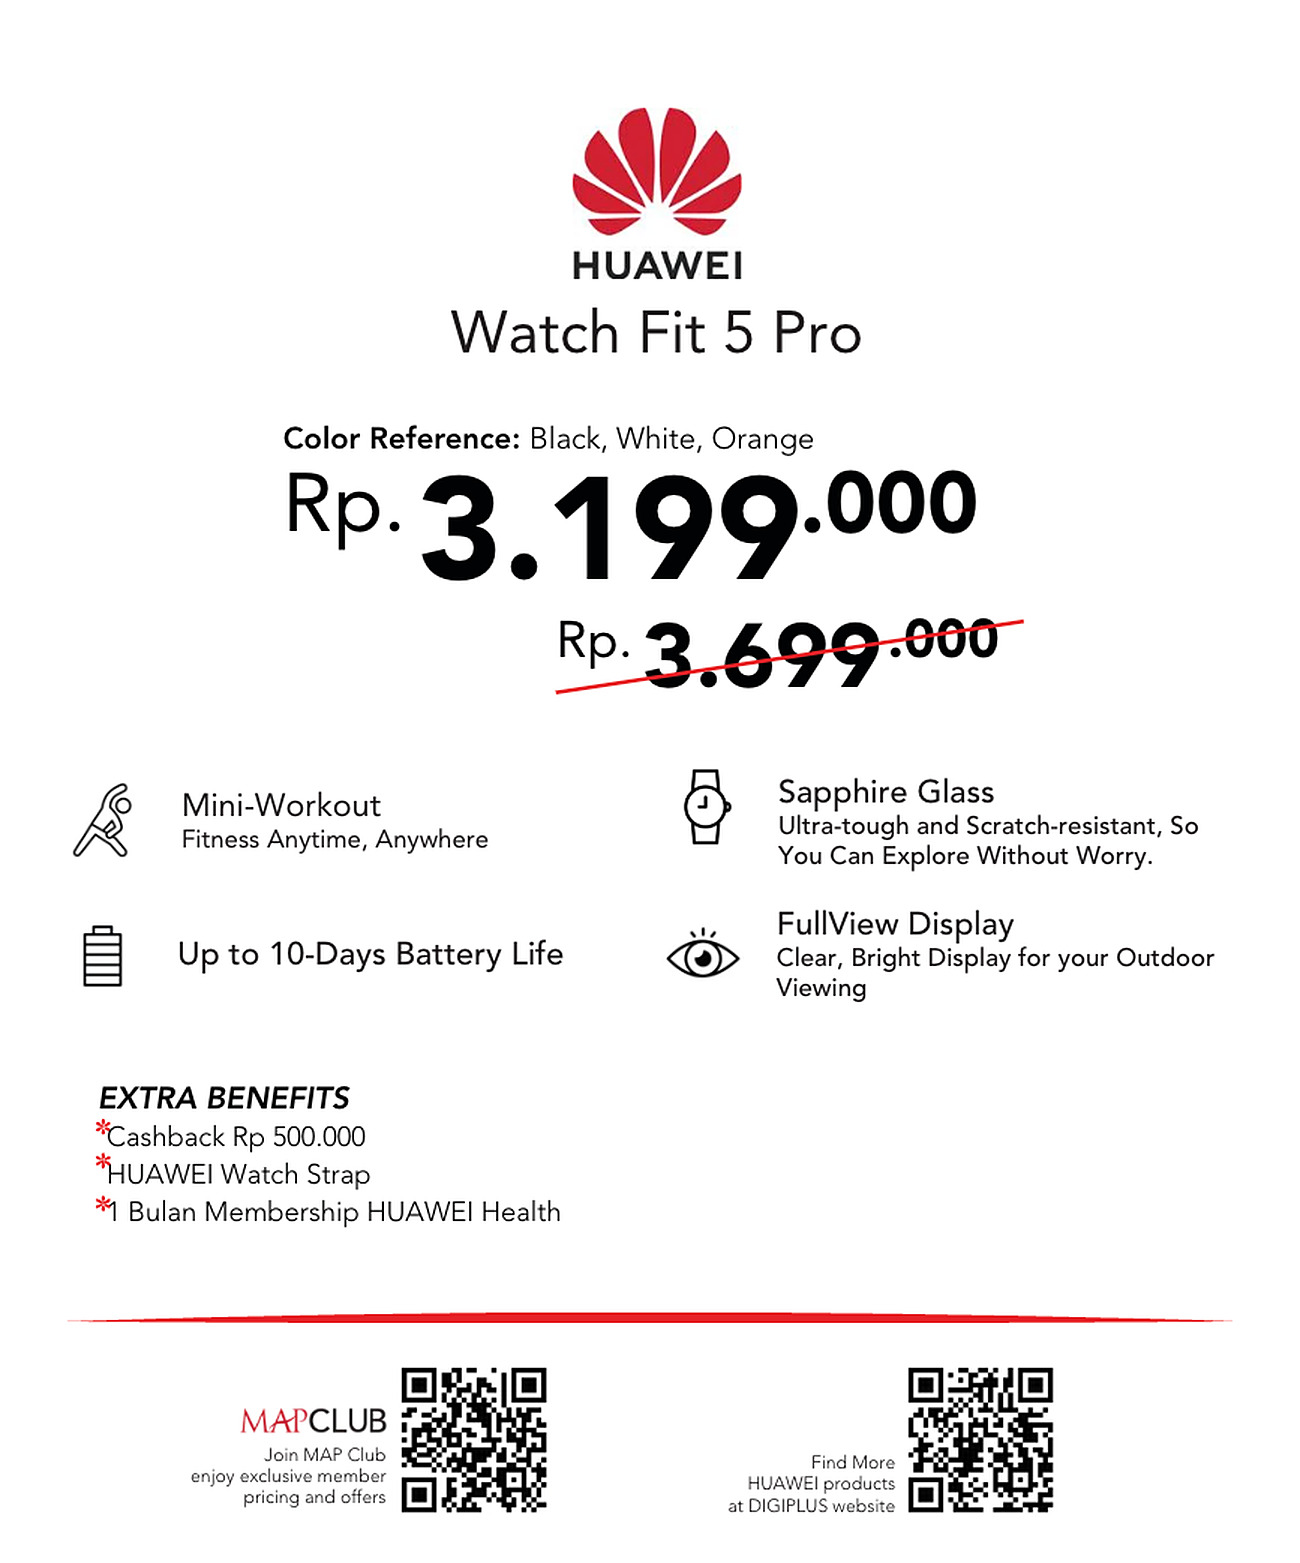 HUAWEI
Watch Fit 5 Pro
Color Reference: Black, White, Orange
Rp. 3.199.000
Rp. 3.699.000
Mini-Workout
Fitness Anytime, Anywhere
Sapphire Glass
Ultra-tough and Scratch-resistant, So
You Can Explore Without Worry.
Up to 10-Days Battery Life
FullView Display
Clear, Bright Display for your Outdoor
Viewing
EXTRA BENEFITS
*Cashback Rp 500.000
*HUAWEI Watch Strap
*1 Bulan Membership HUAWEI Health
MAPCLUB
Join MAP Club
enjoy exclusive member
pricing and offers
Find More
HUAWEI products
at DIGIPLUS website